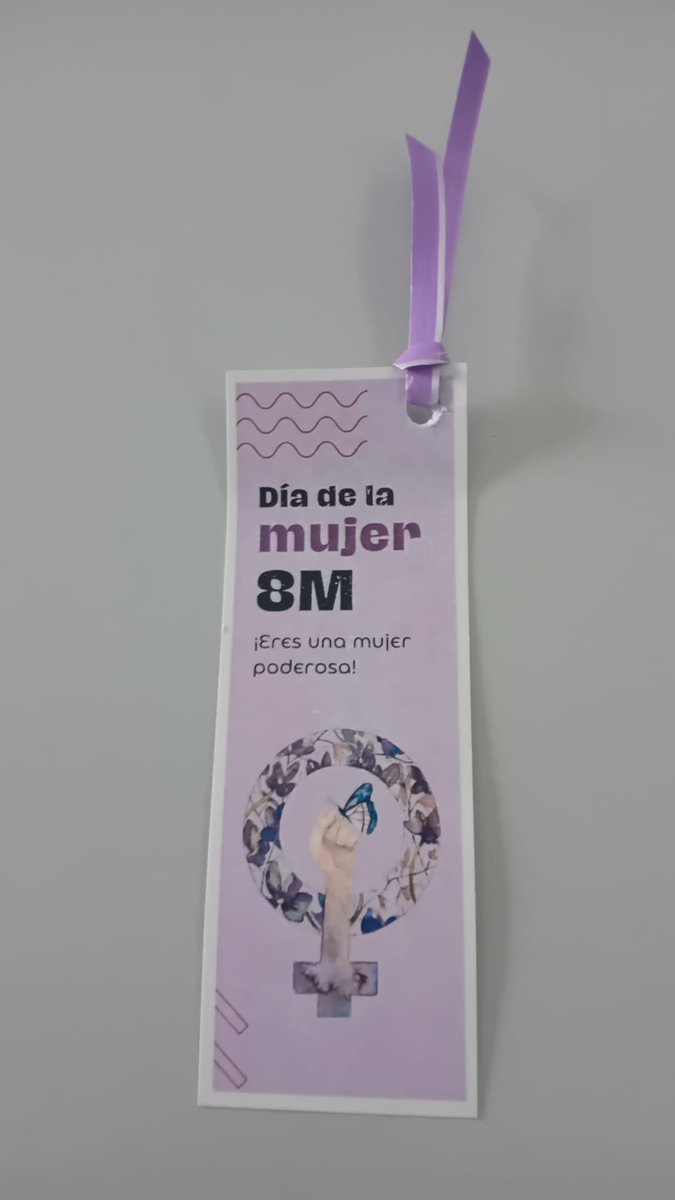 Día de la
mujer
8M
¡Eres una mujer
poderosa!